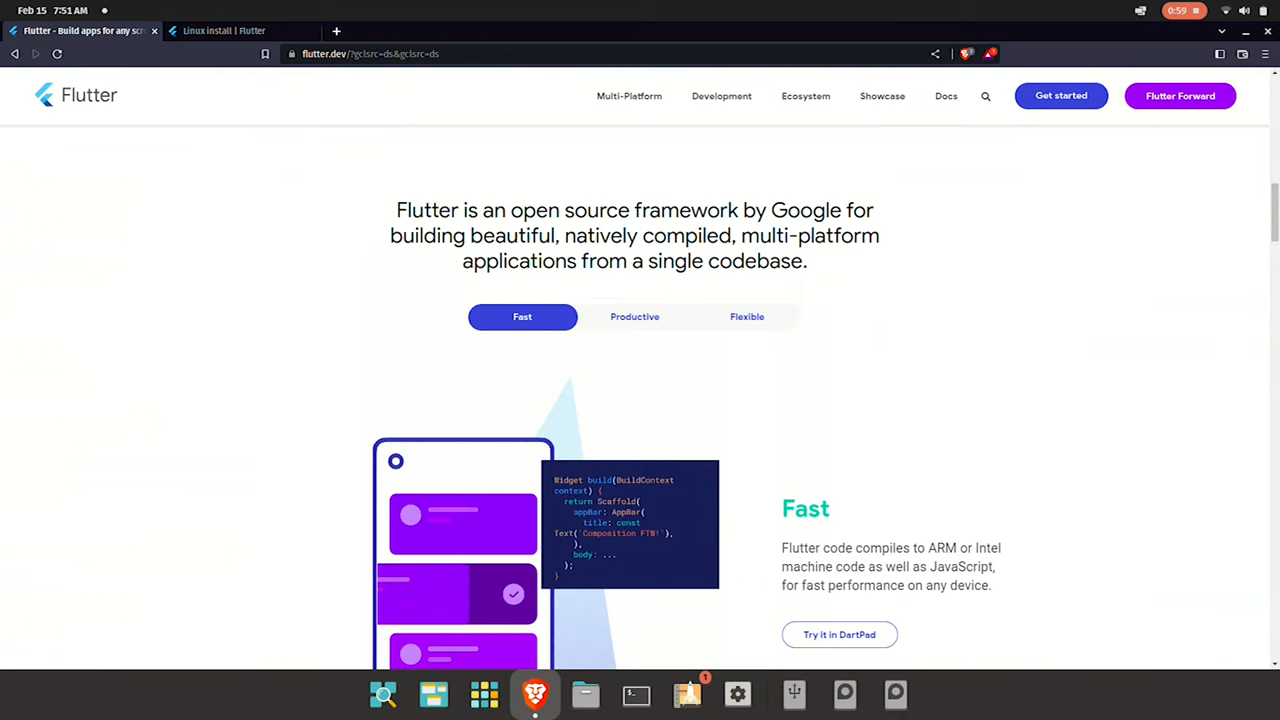 Feb 15 7:51 AM
0:59
Flutter - Build apps for any scr
Linux install | Flutter
flutter.dev/?gclsrc=ds&gclsrc=ds
Flutter
Multi-Platform
Development
Ecosystem
Showcase
Docs
Get started
Flutter Forward
Flutter is an open source framework by Google for
building beautiful, natively compiled, multi-platform
applications from a single codebase.
Fast
Productive
Flexible
Widget build(BuildContext
context) {
return Scaffold(
appBar: AppBar(
title: const
Text('Composition FTW!'),
),
body: ...
);
}
Fast
Flutter code compiles to ARM or Intel
machine code as well as JavaScript,
for fast performance on any device.
Try it in DartPad
1